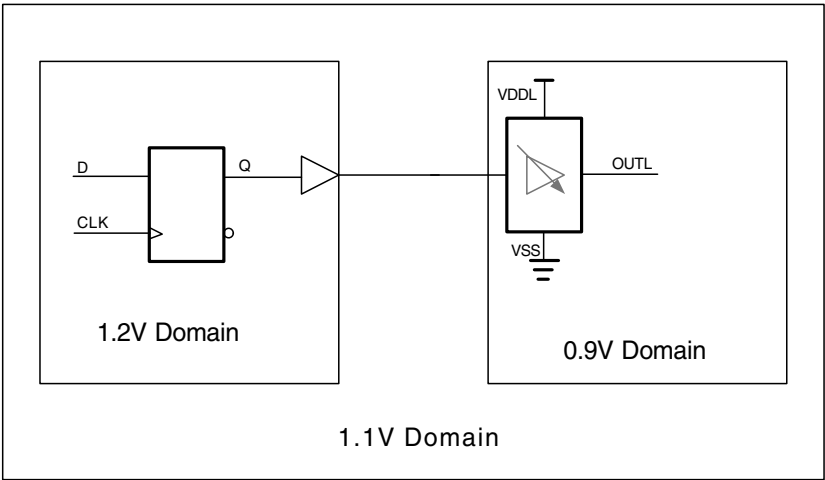 VDDL
D
Q
OUTL
CLK
VSS
1.2V Domain
0.9V Domain
1.1V Domain